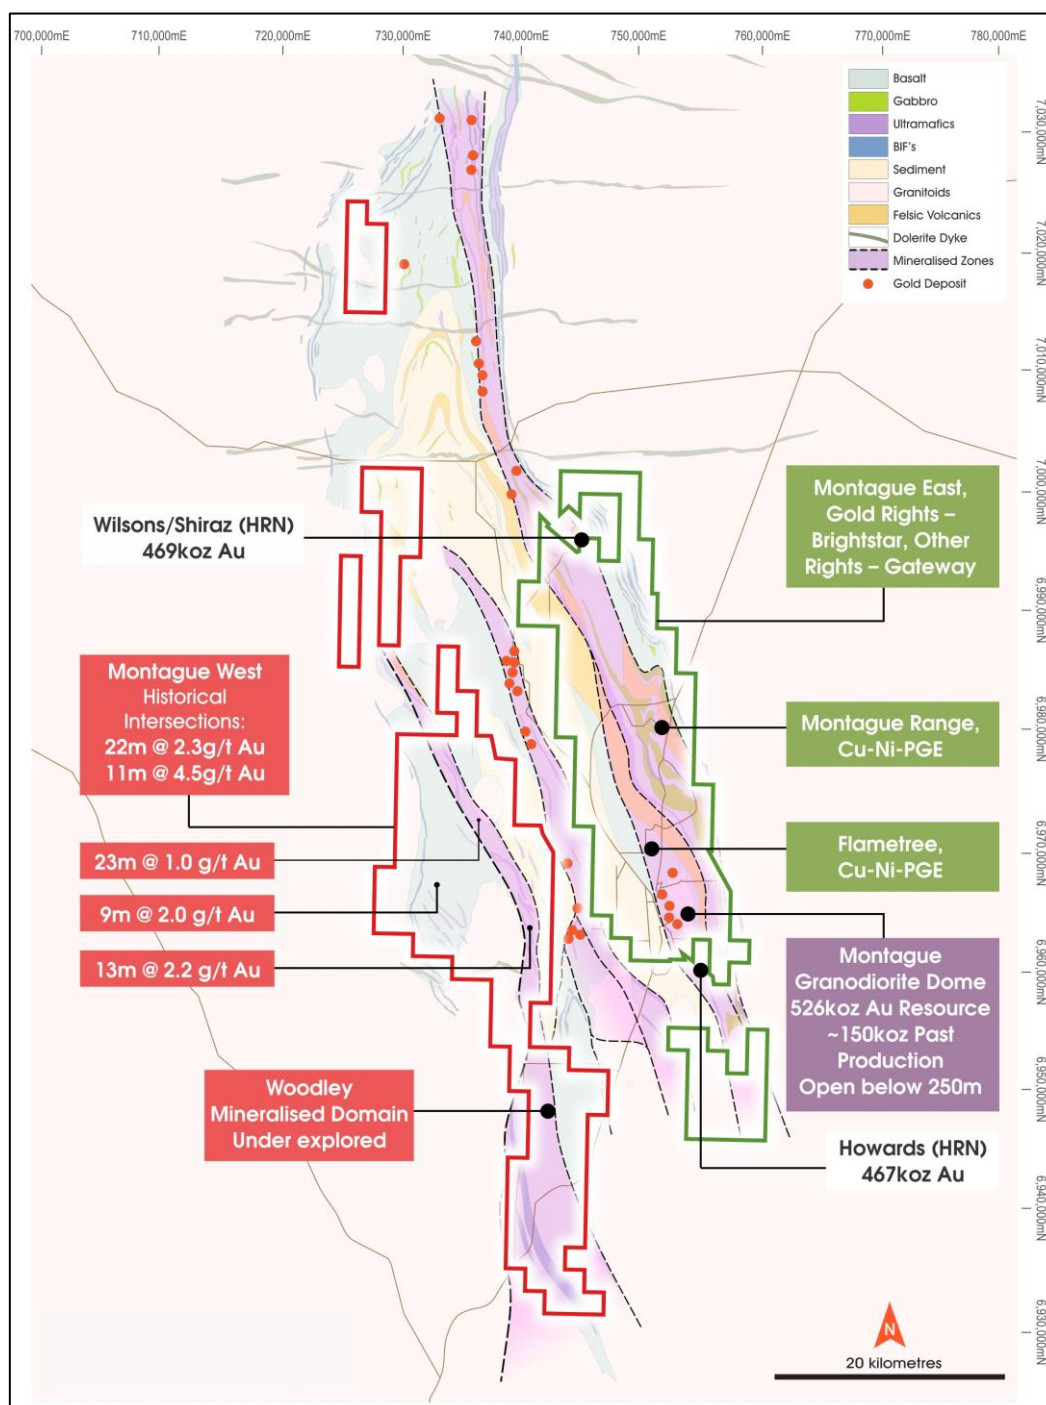 700,000mE
710,000mE
720,000mE
730,000mE
740,000mE
750,000mE
760,000mE
770,000mE
780,000mE
Basalt
Gabbro
Ultramafics
BIF's
Sediment
Granitoids
Felsic Volcanics
Dolerite Dyke
Mineralised Zones
Gold Deposit
7,030,000mN
7,020,000mN
7,010,000mN
7,000,000mN
6,990,000mN
6,980,000mN
6,970,000mN
6,960,000mN
6,950,000mN
6,940,000mN
6,930,000mN
Wilsons/Shiraz (HRN)
469koz Au
Montague East,
Gold Rights –
Brightstar, Other
Rights – Gateway
Montague West
Historical
Intersections:
22m @ 2.3g/t Au
11m @ 4.5g/t Au
Montague Range,
Cu-Ni-PGE
23m @ 1.0 g/t Au
Flametree,
Cu-Ni-PGE
9m @ 2.0 g/t Au
13m @ 2.2 g/t Au
Montague
Granodiorite Dome
526koz Au Resource
~150koz Past
Production
Open below 250m
Woodley
Mineralised Domain
Under explored
Howards (HRN)
467koz Au
N
20 kilometres